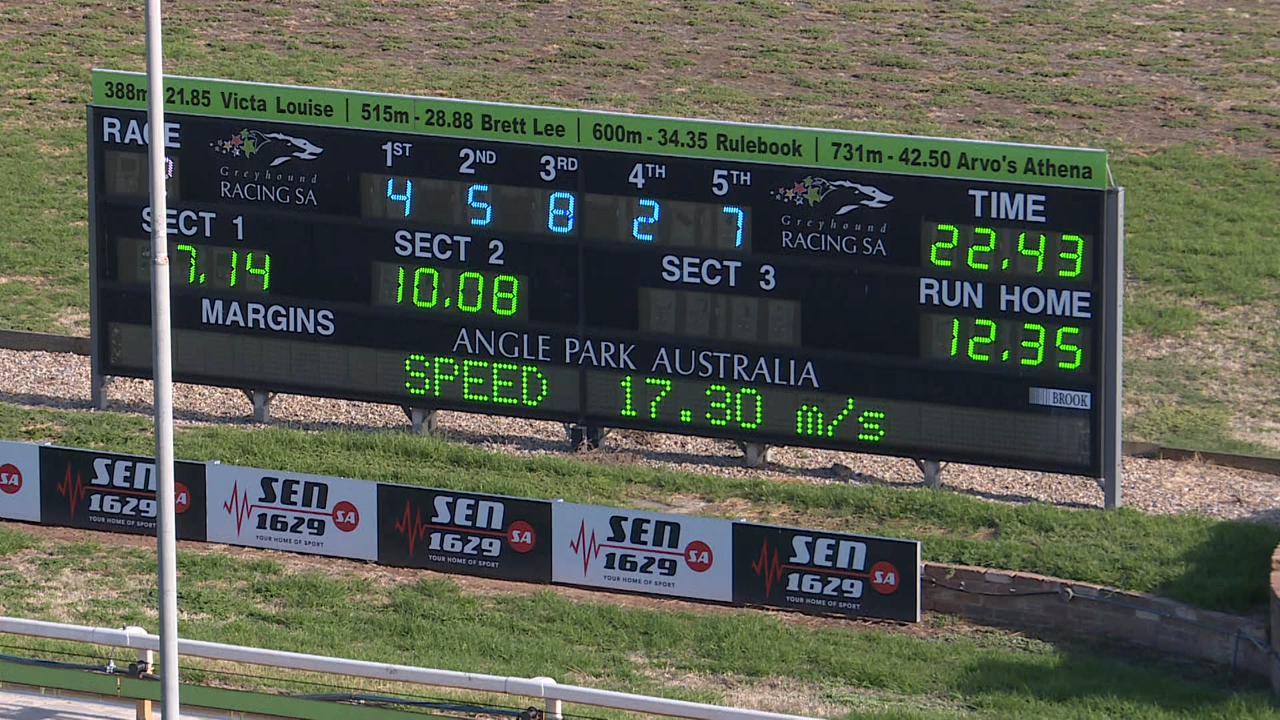 388m - 21.85 Victa Louise | 515m - 28.88 Brett Lee | 600m - 34.35 Rulebook | 731m - 42.50 Arvo's Athena
RACE
Greyhound
RACING SA
1ST 2ND 3RD 4TH 5TH
4 5 8 2 7
Greyhound
RACING SA
TIME
22.43
SECT 1
7.14
SECT 2
10.08
SECT 3
RUN HOME
12.35
MARGINS
ANGLE PARK AUSTRALIA
SPEED 17.30 m/s
BROOK
SA
SEN
1629 SA
YOUR HOME OF SPORT
SEN
1629 SA
YOUR HOME OF SPORT
SEN
1629 SA
YOUR HOME OF SPORT
SEN
1629 SA
YOUR HOME OF SPORT
SEN
1629 SA
YOUR HOME OF SPORT